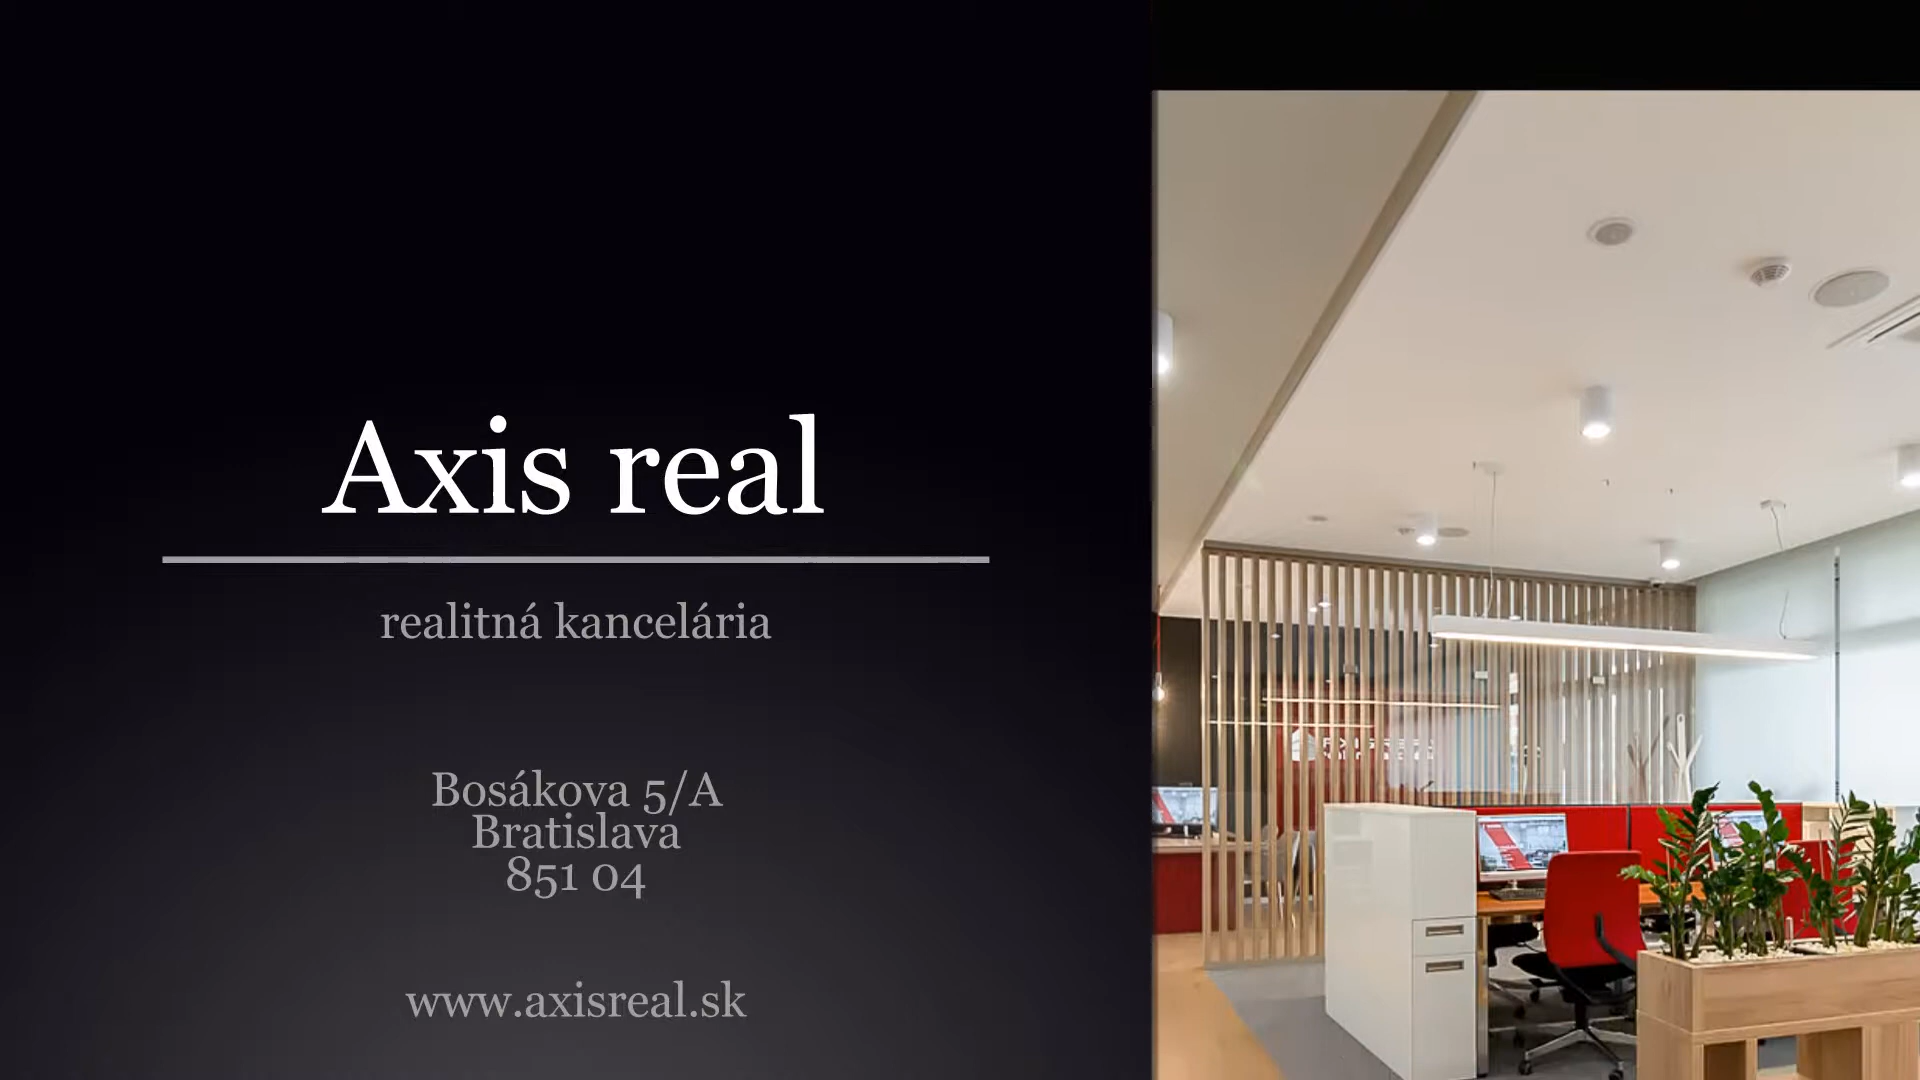 Axis real
realitná kancelária
Bosákova 5/A
Bratislava
851 04
www.axisreal.sk